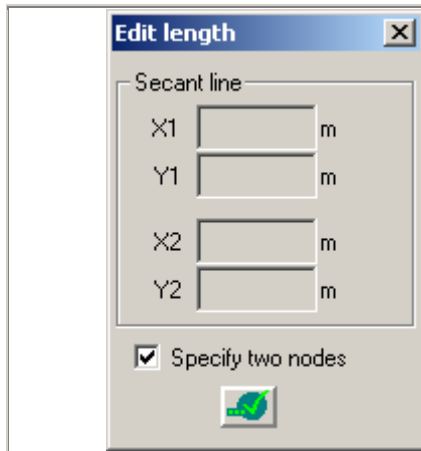 Edit length
Secant line
X1 m
Y1 m
X2 m
Y2 m
Specify two nodes